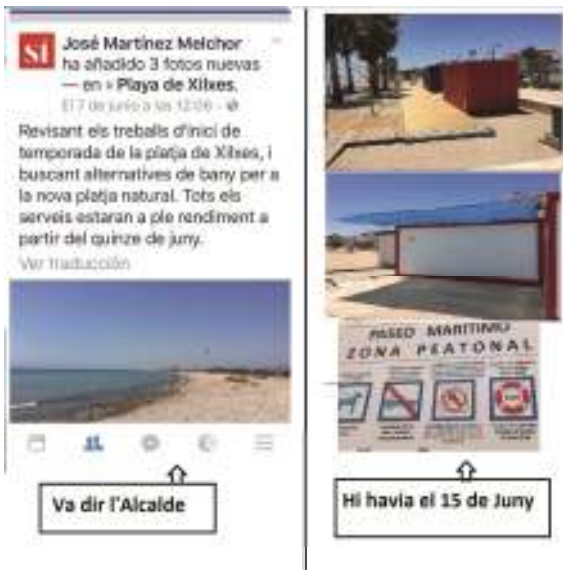 SÍ
José Martínez Melchor
ha añadido 3 fotos nuevas
— en Playa de Xilxes.
El 7 de junio a las 12:06
Revisant els treballs d'inici de
temporada de la platja de Xilxes, i
buscant alternatives de bany per a
la nova platja natural. Tots els
serveis estaran a ple rendiment a
partir del quinze de juny.
Ver traducción
Va dir l'Alcalde
PASEO MARITIMO
ZONA PEATONAL
Hi havia el 15 de Juny